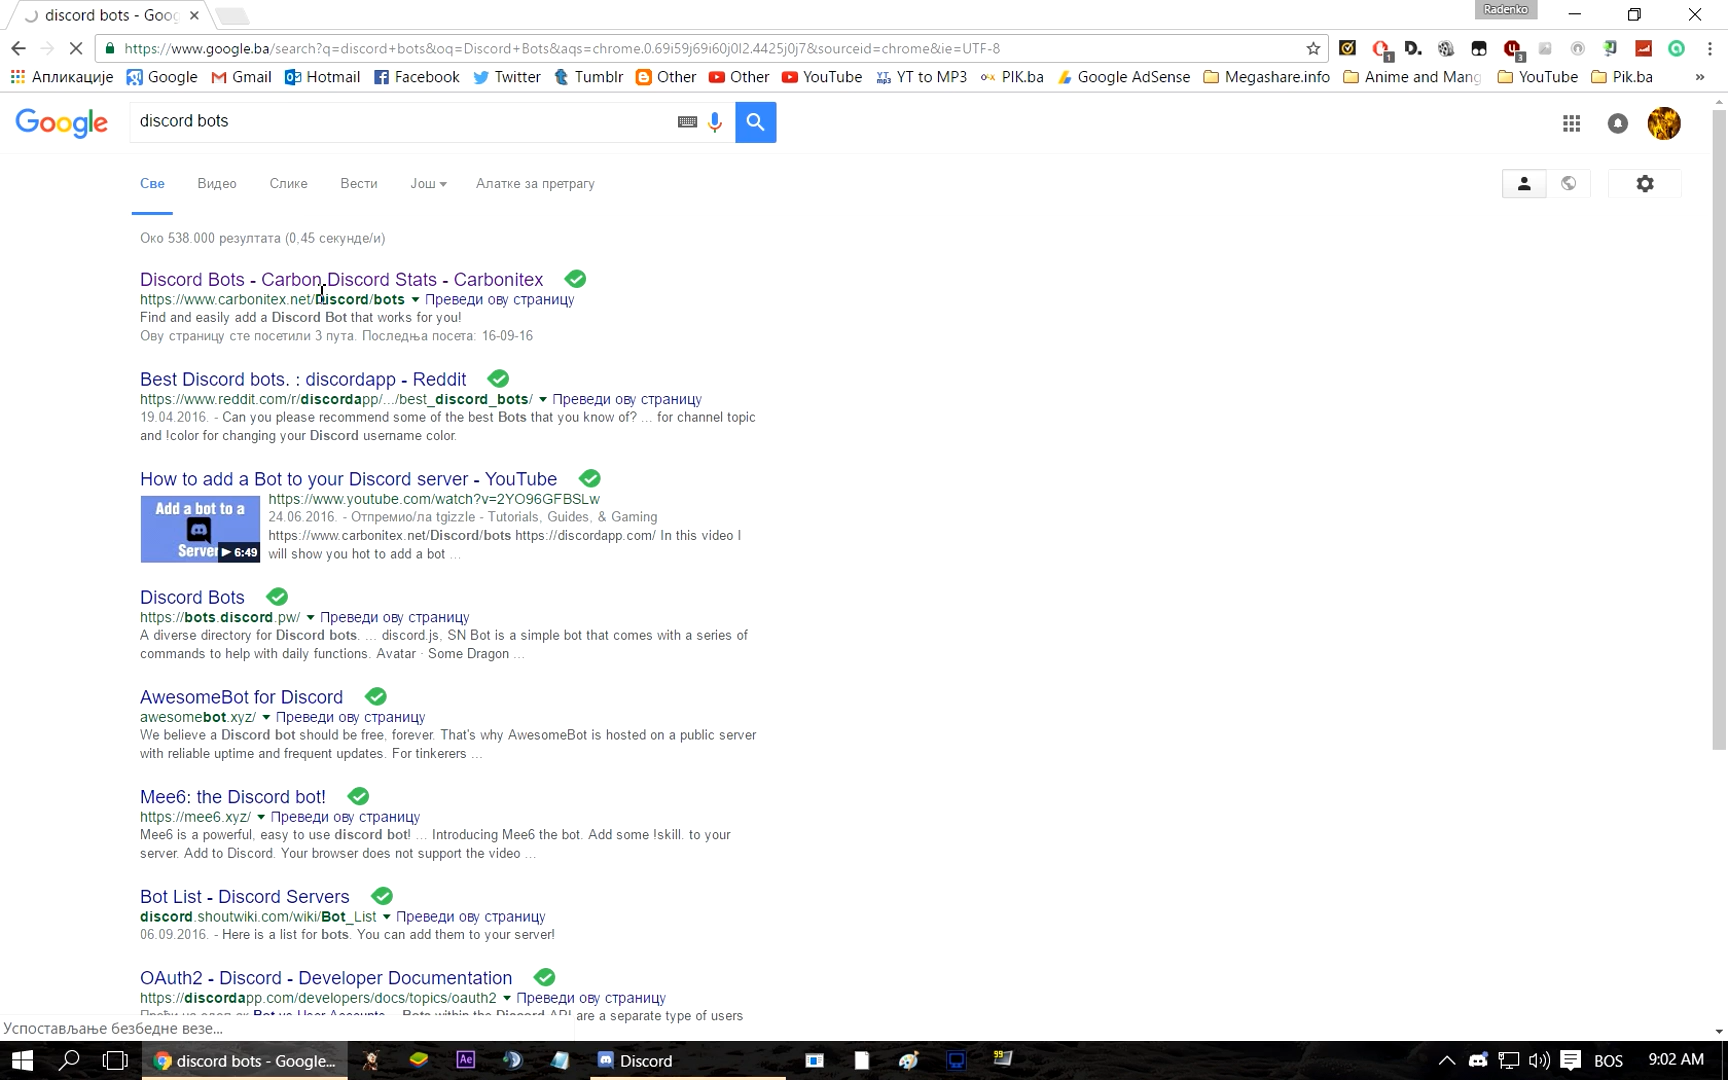 discord bots - Goo
Radenko
https://www.google.ba/search?q=discord+bots&oq=Discord+Bots&aqs=chrome.0.69i59j69i60j0l2.4425j0j7&sourceid=chrome&ie=UTF-8
Апликације Google Gmail Hotmail Facebook Twitter Tumblr Other Other YouTube YT to MP3 PIK.ba Google AdSense Megashare.info Anime and Mang YouTube Pik.ba »
Google discord bots
Све Видео Слике Вести Још Алатке за претрагу
Око 538.000 резултата (0,45 секунде/и)
Discord Bots - Carbon Discord Stats - Carbonitex
https://www.carbonitex.net/Discord/bots Преведи ову страницу
Find and easily add a Discord Bot that works for you!
Ову страницу сте посетили 3 пута. Последња посета: 16-09-16
Best Discord bots. : discordapp - Reddit
https://www.reddit.com/r/discordapp/.../best_discord_bots/ Преведи ову страницу
19.04.2016. - Can you please recommend some of the best Bots that you know of? ... for channel topic
and !color for changing your Discord username color.
How to add a Bot to your Discord server - YouTube
Add a bot to a
Server
6:49
https://www.youtube.com/watch?v=2YO96GFBSLw
24.06.2016. - Отпремио/ла tgizzle - Tutorials, Guides, & Gaming
https://www.carbonitex.net/Discord/bots https://discordapp.com/ In this video I
will show you hot to add a bot ...
Discord Bots
https://bots.discord.pw/ Преведи ову страницу
A diverse directory for Discord bots. ... discord.js, SN Bot is a simple bot that comes with a series of
commands to help with daily functions. Avatar · Some Dragon ...
AwesomeBot for Discord
awesomebot.xyz/ Преведи ову страницу
We believe a Discord bot should be free, forever. That's why AwesomeBot is hosted on a public server
with reliable uptime and frequent updates. For tinkerers ...
Mee6: the Discord bot!
https://mee6.xyz/ Преведи ову страницу
Mee6 is a powerful, easy to use discord bot! ... Introducing Mee6 the bot. Add some !skill. to your
server. Add to Discord. Your browser does not support the video ...
Bot List - Discord Servers
discord.shoutwiki.com/wiki/Bot_List Преведи ову страницу
06.09.2016. - Here is a list for bots. You can add them to your server!
OAuth2 - Discord - Developer Documentation
https://discordapp.com/developers/docs/topics/oauth2 Преведи ову страницу
are a separate type of users
Успостављање безбедне везе...
discord bots - Google... Ae Discord 99 BOS 9:02 AM